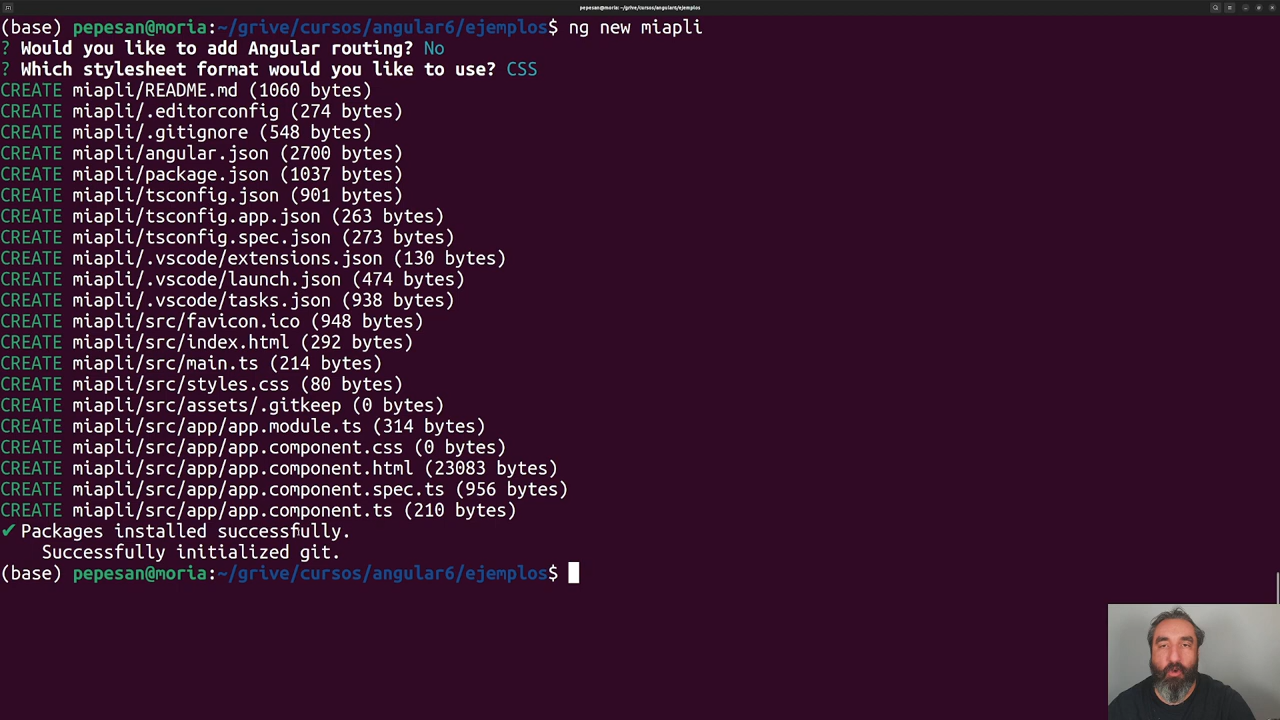 pepesan@moria: ~/grive/cursos/angular6/ejemplos
(base) pepesan@moria:~/grive/cursos/angular6/ejemplos$ ng new miapli
? Would you like to add Angular routing? No
? Which stylesheet format would you like to use? CSS
CREATE miapli/README.md (1060 bytes)
CREATE miapli/.editorconfig (274 bytes)
CREATE miapli/.gitignore (548 bytes)
CREATE miapli/angular.json (2700 bytes)
CREATE miapli/package.json (1037 bytes)
CREATE miapli/tsconfig.json (901 bytes)
CREATE miapli/tsconfig.app.json (263 bytes)
CREATE miapli/tsconfig.spec.json (273 bytes)
CREATE miapli/.vscode/extensions.json (130 bytes)
CREATE miapli/.vscode/launch.json (474 bytes)
CREATE miapli/.vscode/tasks.json (938 bytes)
CREATE miapli/src/favicon.ico (948 bytes)
CREATE miapli/src/index.html (292 bytes)
CREATE miapli/src/main.ts (214 bytes)
CREATE miapli/src/styles.css (80 bytes)
CREATE miapli/src/assets/.gitkeep (0 bytes)
CREATE miapli/src/app/app.module.ts (314 bytes)
CREATE miapli/src/app/app.component.css (0 bytes)
CREATE miapli/src/app/app.component.html (23083 bytes)
CREATE miapli/src/app/app.component.spec.ts (956 bytes)
CREATE miapli/src/app/app.component.ts (210 bytes)
✔ Packages installed successfully.
Successfully initialized git.
(base) pepesan@moria:~/grive/cursos/angular6/ejemplos$